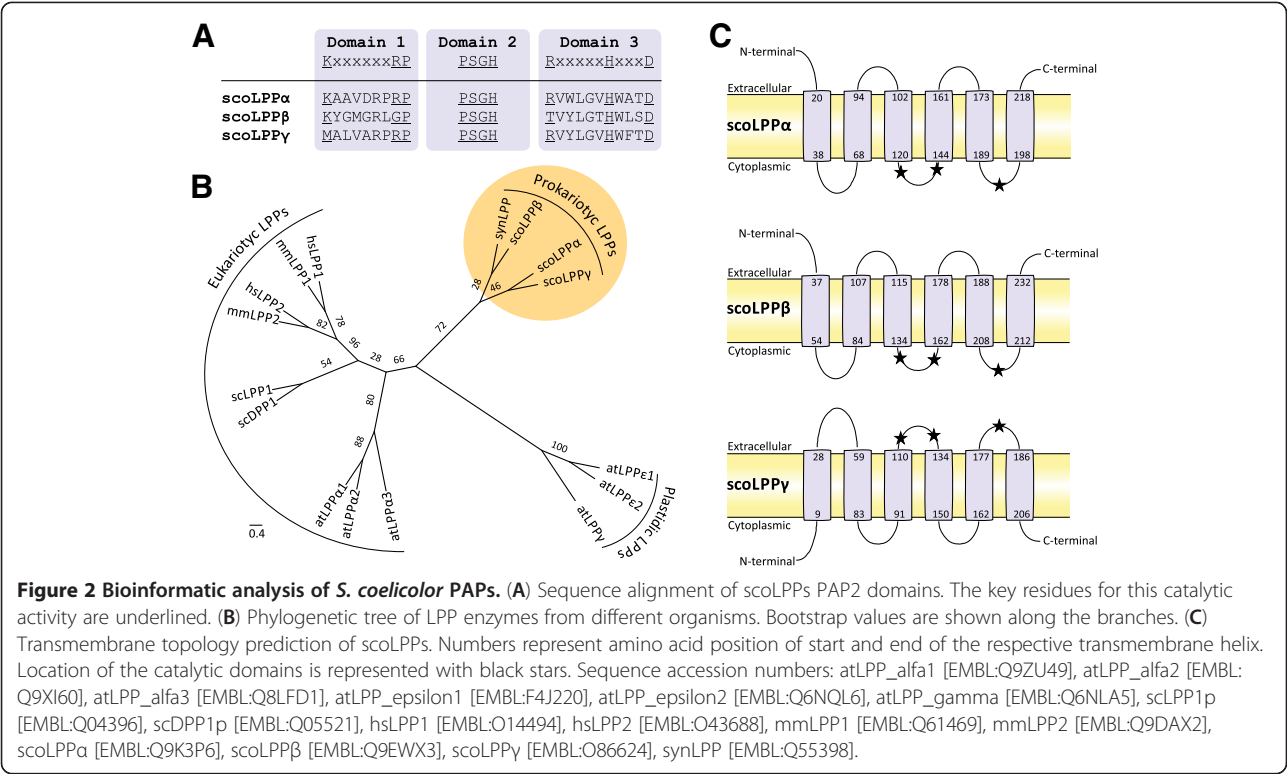 A
Domain 1 Domain 2 Domain 3
KxxxxxxRP PSGH RxxxxxHxxxD
scoLPPα KAAVDRPRP PSGH RVWLGVHWATD
scoLPPβ KYGMGRLGP PSGH TVYLGTHWLSD
scoLPPγ MALVARPRP PSGH RVYLGVHWFTD
B
Eukariotyc LPPs
hsLPP1
mmLPP1
hsLPP2
mmLPP2
scLPP1
scDPP1
atLPPα1
atLPPα2
atLPPα3
Prokariotyc LPPs
synLPP
scoLPPβ
scoLPPα
scoLPPγ
Plastidic LPPs
atLPPε1
atLPPε2
atLPPγ
78
82
96
54
28
66
80
88
72
28
46
100
0.4
C
N-terminal
C-terminal
Extracellular
20 94 102 161 173 218
scoLPPα
38 68 120 144 189 198
Cytoplasmic
N-terminal
C-terminal
Extracellular
37 107 115 178 188 232
scoLPPβ
54 84 134 162 208 212
Cytoplasmic
Extracellular
28 59 110 134 177 186
scoLPPγ
9 83 91 150 162 206
Cytoplasmic
N-terminal
C-terminal
Figure 2 Bioinformatic analysis of S. coelicolor PAPs. (A) Sequence alignment of scoLPPs PAP2 domains. The key residues for this catalytic
activity are underlined. (B) Phylogenetic tree of LPP enzymes from different organisms. Bootstrap values are shown along the branches. (C)
Transmembrane topology prediction of scoLPPs. Numbers represent amino acid position of start and end of the respective transmembrane helix.
Location of the catalytic domains is represented with black stars. Sequence accession numbers: atLPP_alfa1 [EMBL:Q9ZU49], atLPP_alfa2 [EMBL:
Q9XI60], atLPP_alfa3 [EMBL:Q8LFD1], atLPP_epsilon1 [EMBL:F4J220], atLPP_epsilon2 [EMBL:Q6NQL6], atLPP_gamma [EMBL:Q6NLA5], scLPP1p
[EMBL:Q04396], scDPP1p [EMBL:Q05521], hsLPP1 [EMBL:O14494], hsLPP2 [EMBL:O43688], mmLPP1 [EMBL:Q61469], mmLPP2 [EMBL:Q9DAX2],
scoLPPα [EMBL:Q9K3P6], scoLPPβ [EMBL:Q9EWX3], scoLPPγ [EMBL:O86624], synLPP [EMBL:Q55398].